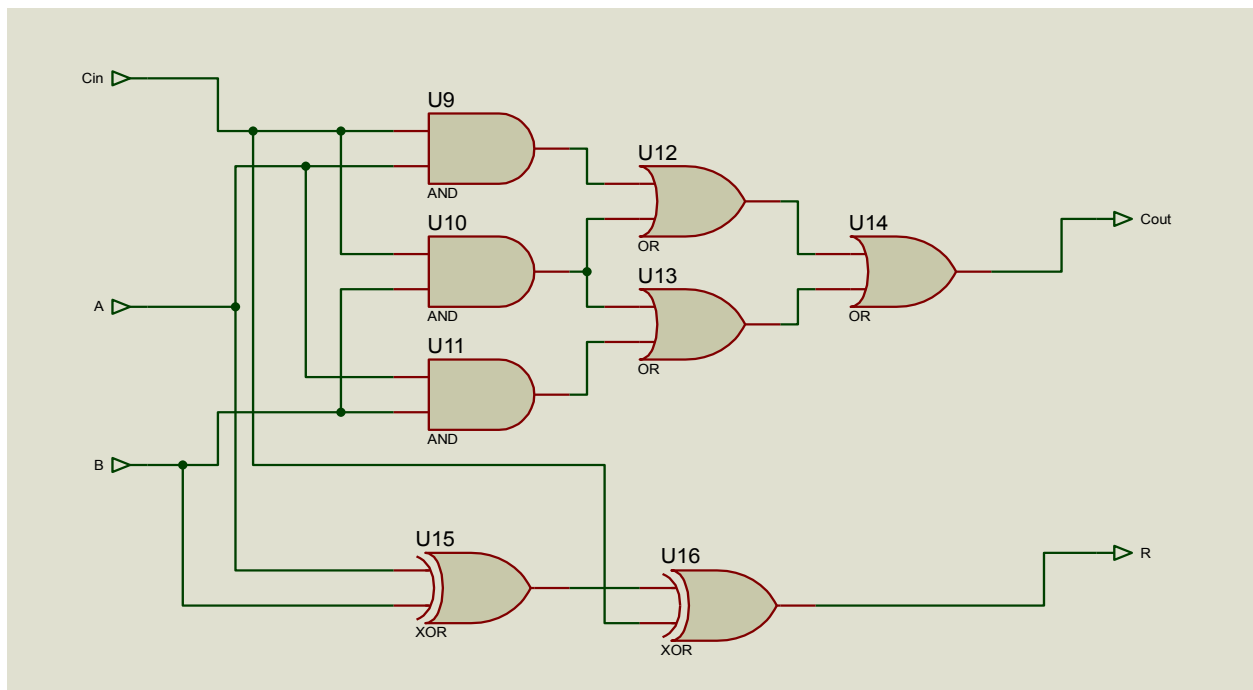 Cin
U9
AND
U12
OR
U10
AND
U14
OR
Cout
A
U13
OR
U11
AND
B
U15
XOR
U16
XOR
R